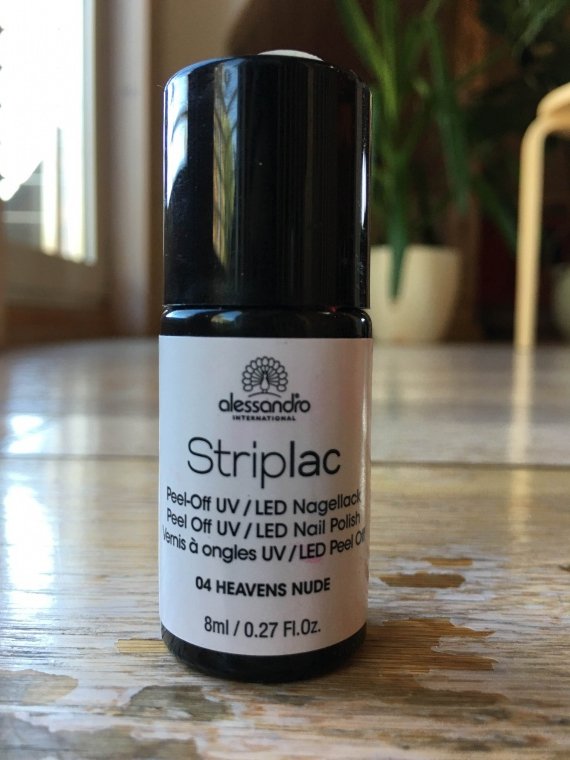 alessandro
INTERNATIONAL
Striplac
Peel-Off UV / LED Nagellack
Peel Off UV / LED Nail Polish
Vernis à ongles UV / LED Peel Off
04 HEAVENS NUDE
8ml / 0.27 Fl.Oz.